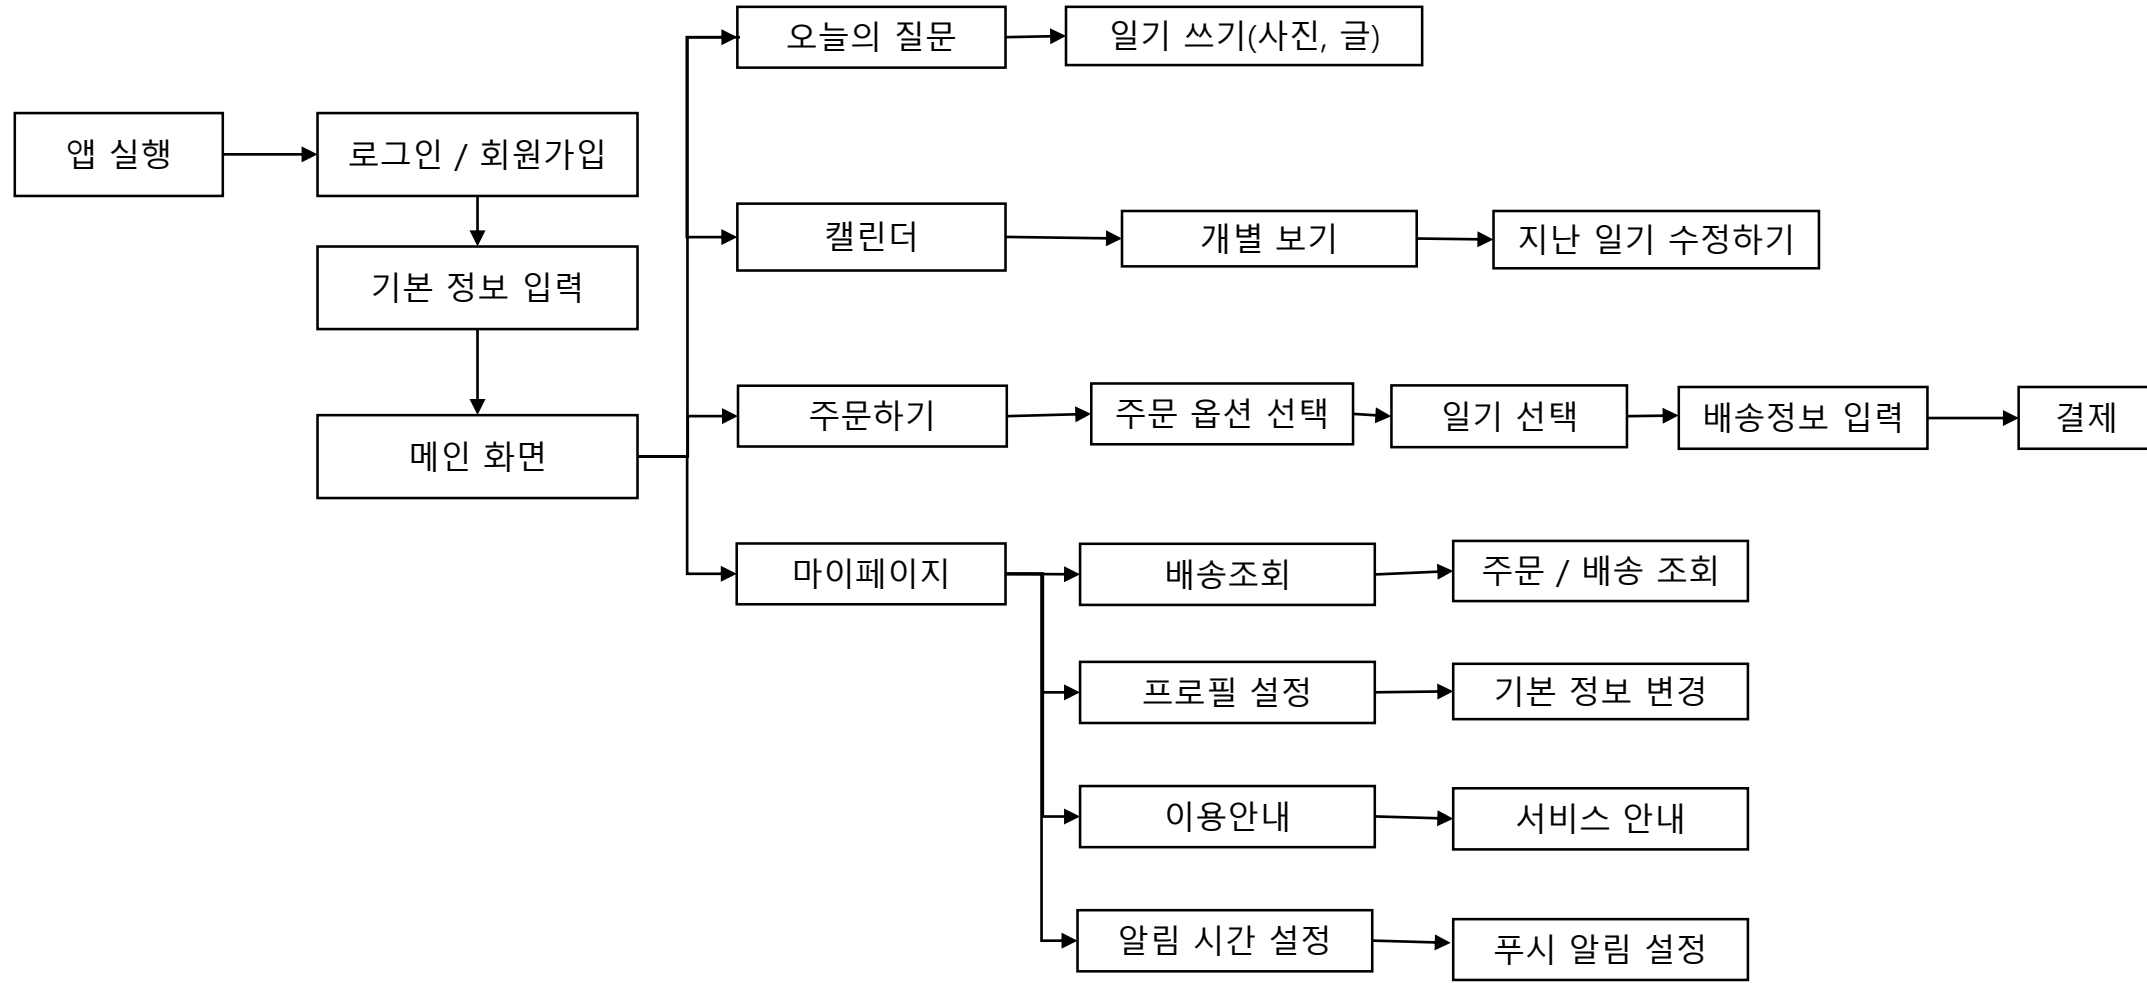 오늘의 질문
일기 쓰기(사진, 글)
앱 실행
로그인 / 회원가입
캘린더
개별 보기
지난 일기 수정하기
기본 정보 입력
주문하기
주문 옵션 선택
일기 선택
배송정보 입력
결제
메인 화면
마이페이지
배송조회
주문 / 배송 조회
프로필 설정
기본 정보 변경
이용안내
서비스 안내
알림 시간 설정
푸시 알림 설정